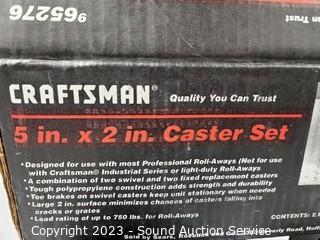 965276
an Trust
CRAFTSMAN® Quality You Can Trust
5 in. x 2 in. Caster Set
•Designed for use with most Professional Roll-Aways (Not for use
with Craftsman® Industrial Series or light-duty Roll-Aways
•A combination of two swivel and two fixed replacement casters
•Tough polypropylene construction adds strength and durability
•Toe brakes on swivel casters keep unit stationary when needed
•Large 2 in. surface minimizes chances of casters falling into
cracks or grates
•Load rating of up to 750 lbs. for Roll-Aways
CONTENTS: 2
Sold by Sears, Roebuck
Copyright 2023 - Sound Auction Service